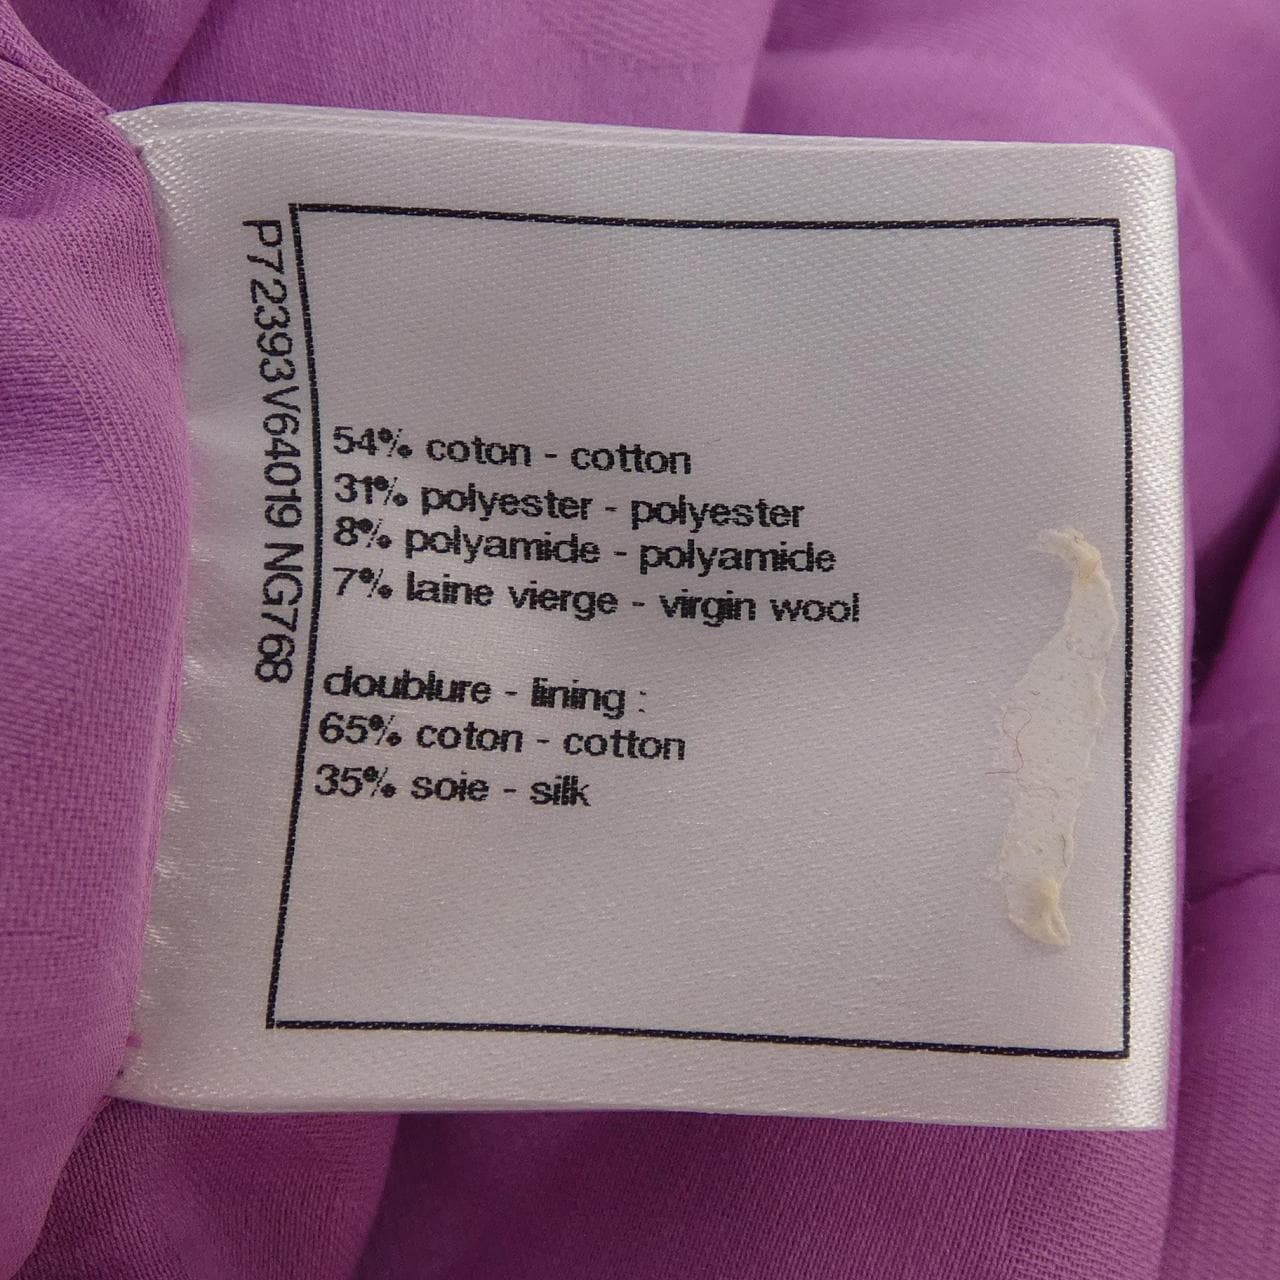 P72393V64019 NG768
54% coton - cotton
31% polyester - polyester
8% polyamide - polyamide
7% laine vierge - virgin wool
doublure - lining :
65% coton - cotton
35% soie - silk